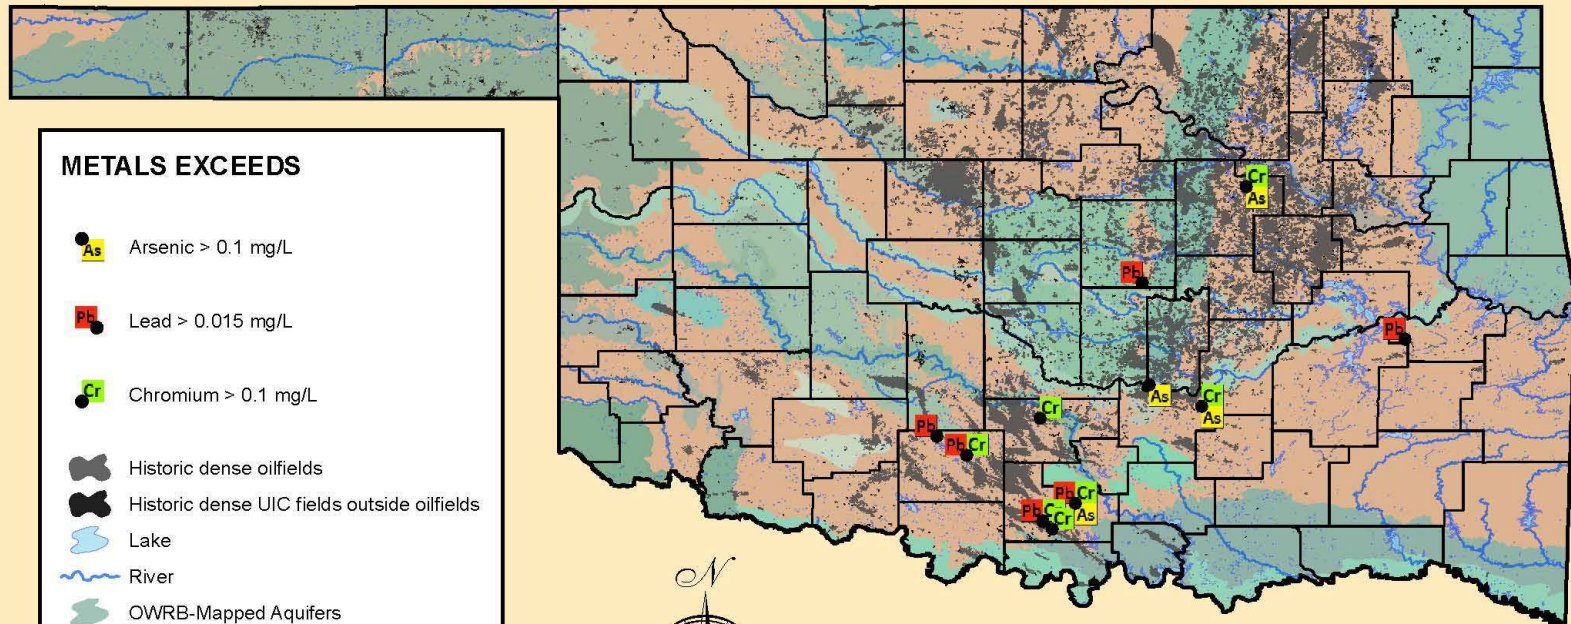 METALS EXCEEDS
As Arsenic > 0.1 mg/L
Pb Lead > 0.015 mg/L
Cr Chromium > 0.1 mg/L
Historic dense oilfields
Historic dense UIC fields outside oilfields
Lake
River
OWRB-Mapped Aquifers
N
Cr
As
Pb
Pb
As
Cr
As
Cr
Pb
Pb Cr
Pb Cr
As
Pb C
Cr